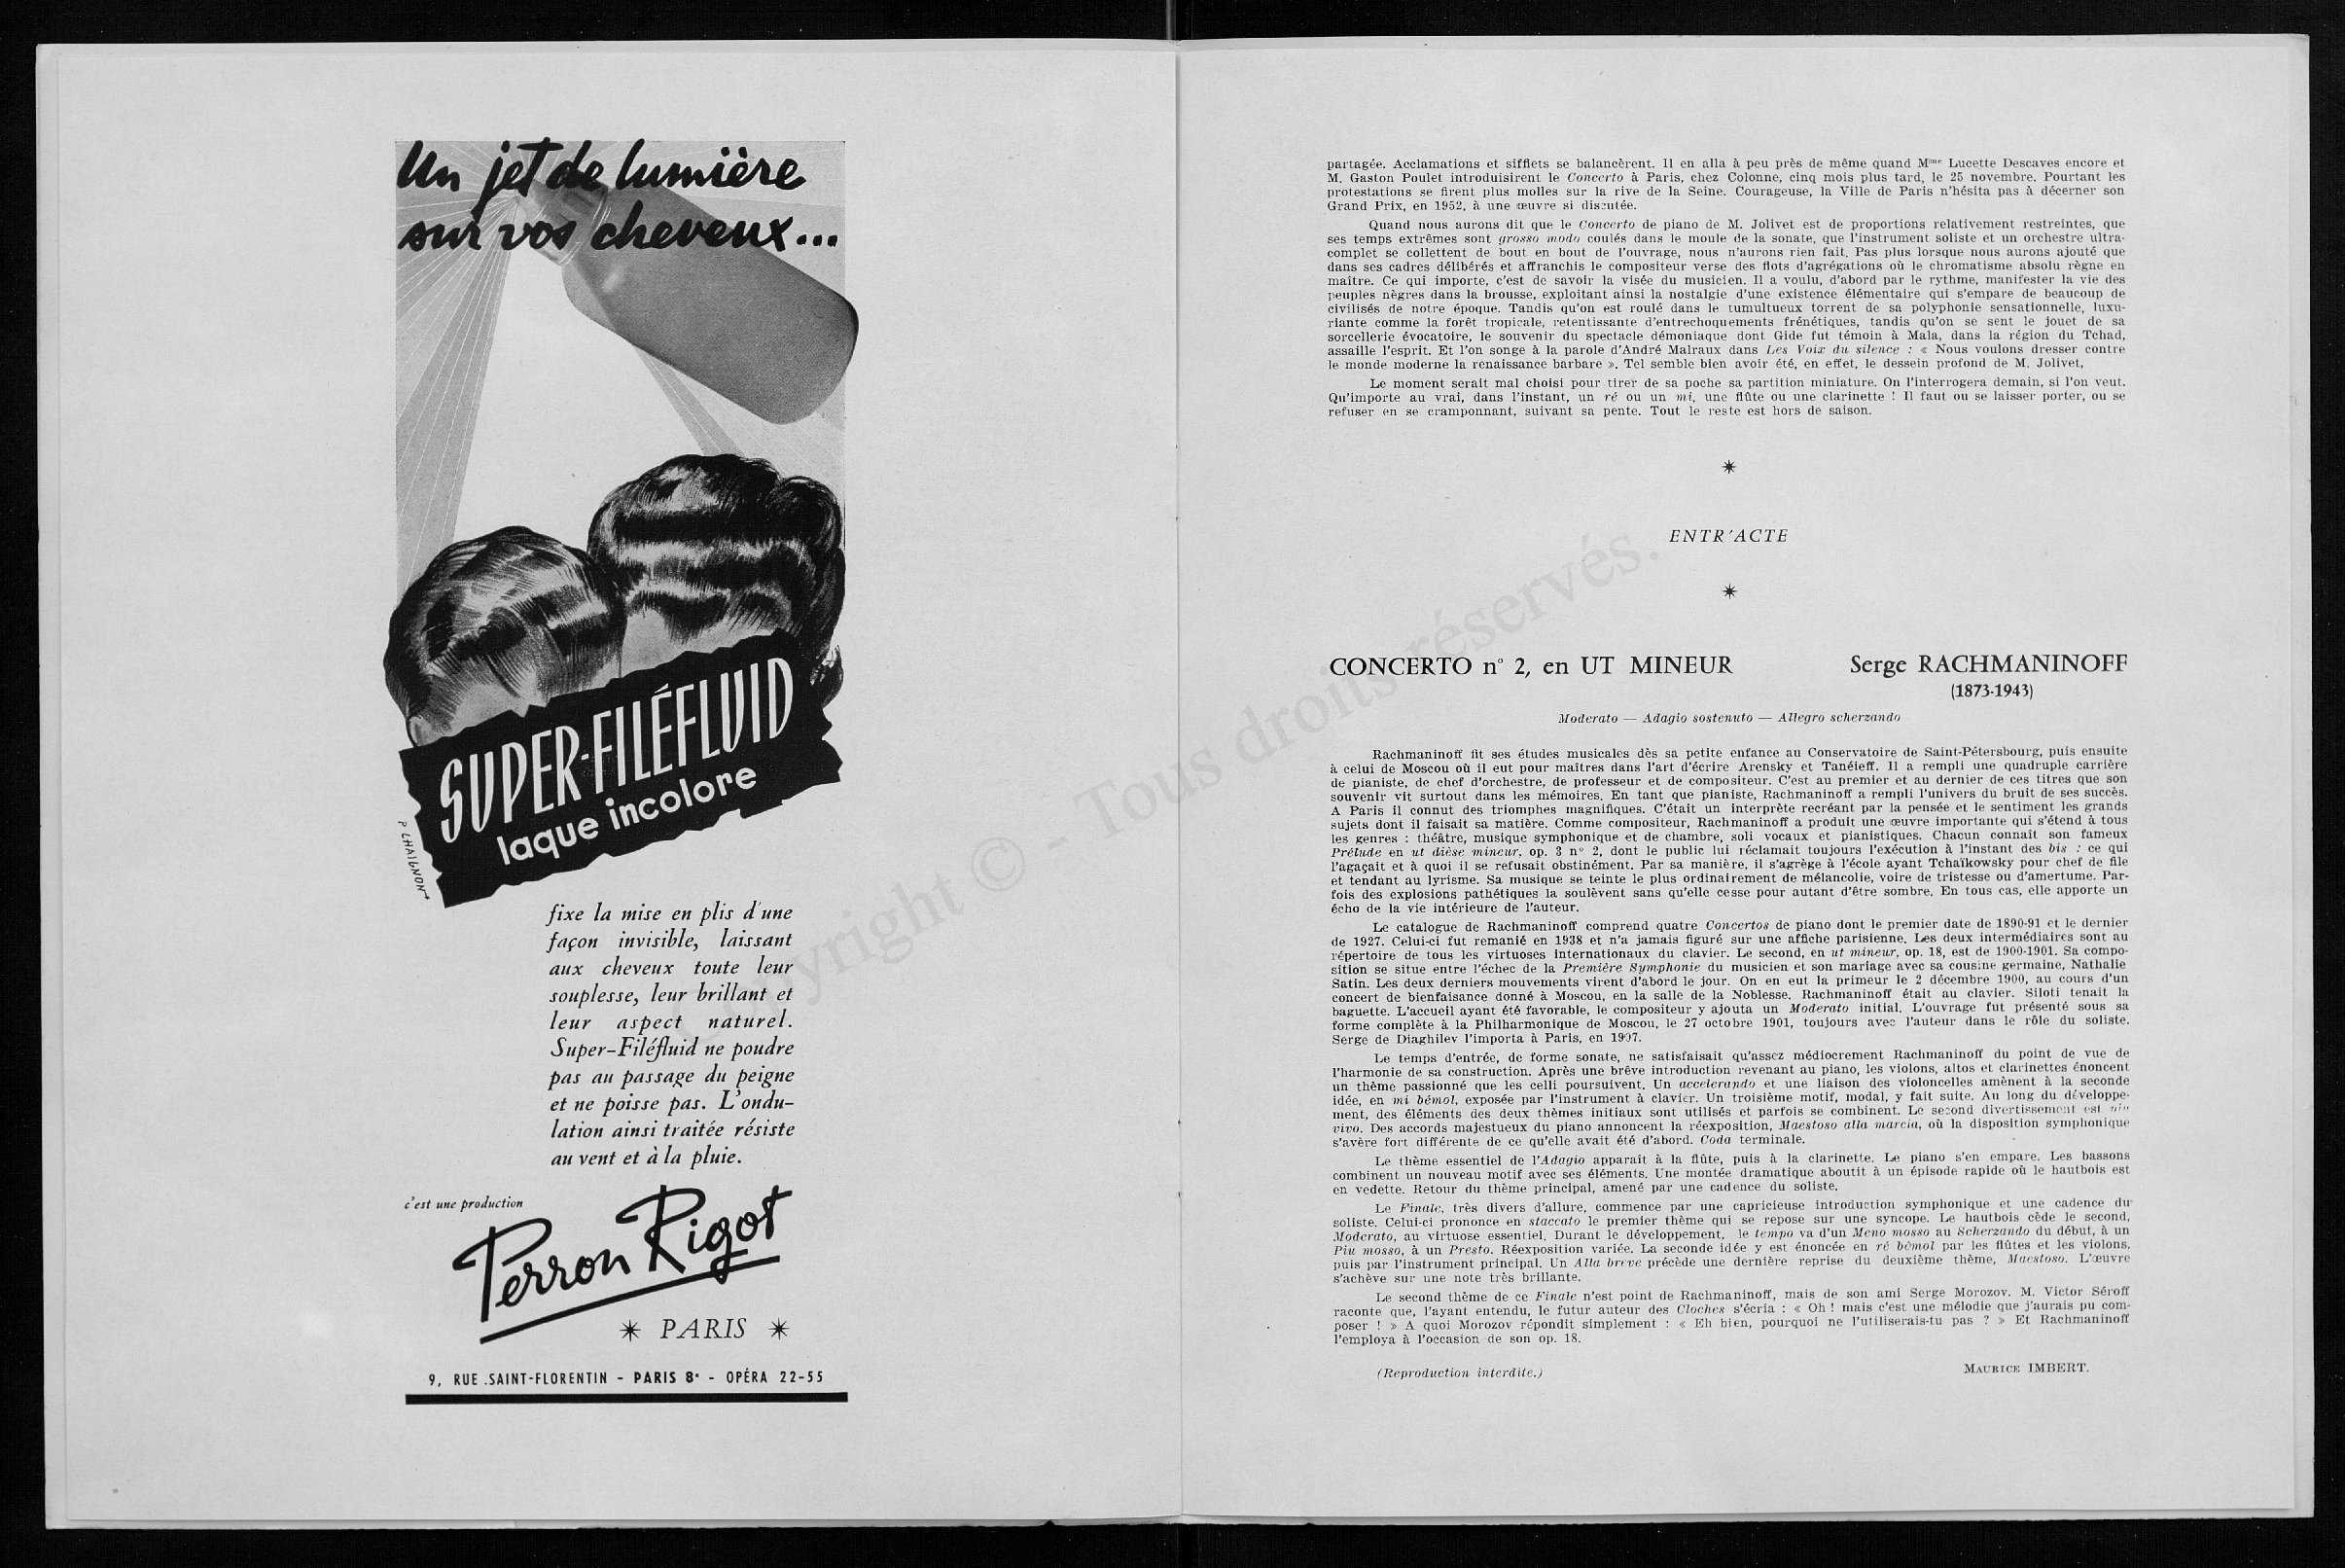 Un jet de lumière
sur vos cheveux...
SUPER-FILÉFLUID
laque incolore
P. CHAIGNON
fixe la mise en plis d'une
façon invisible, laissant
aux cheveux toute leur
souplesse, leur brillant et
leur aspect naturel.
Super-Filéfluid ne poudre
pas au passage du peigne
et ne poisse pas. L'ondu-
lation ainsi traitée résiste
au vent et à la pluie.
c'est une production
Perron Rigot
✴ PARIS ✴
9, RUE SAINT-FLORENTIN - PARIS 8e - OPÉRA 22-55
partagée. Acclamations et sifflets se balancèrent. Il en alla à peu près de même quand Mme Lucette Descaves encore et
M. Gaston Poulet introduisirent le Concerto à Paris, chez Colonne, cinq mois plus tard, le 25 novembre. Pourtant les
protestations se firent plus molles sur la rive de la Seine. Courageuse, la Ville de Paris n'hésita pas à décerner son
Grand Prix, en 1952, à une œuvre si discutée.
Quand nous aurons dit que le Concerto de piano de M. Jolivet est de proportions relativement restreintes, que
ses temps extrêmes sont grosso modo coulés dans le moule de la sonate, que l'instrument soliste et un orchestre ultra-
complet se collettent de bout en bout de l'ouvrage, nous n'aurons rien fait. Pas plus lorsque nous aurons ajouté que
dans ses cadres délibérés et affranchis le compositeur verse des flots d'agrégations où le chromatisme absolu règne en
maître. Ce qui importe, c'est de savoir la visée du musicien. Il a voulu, d'abord par le rythme, manifester la vie des
peuples nègres dans la brousse, exploitant ainsi la nostalgie d'une existence élémentaire qui s'empare de beaucoup de
civilisés de notre époque. Tandis qu'on est roulé dans le tumultueux torrent de sa polyphonie sensationnelle, luxu-
riante comme la forêt tropicale, retentissante d'entrechoquements frénétiques, tandis qu'on se sent le jouet de sa
sorcellerie évocatoire, le souvenir du spectacle démoniaque dont Gide fut témoin à Mala, dans la région du Tchad,
assaille l'esprit. Et l'on songe à la parole d'André Malraux dans Les Voix du silence : « Nous voulons dresser contre
le monde moderne la renaissance barbare ». Tel semble bien avoir été, en effet, le dessein profond de M. Jolivet,
Le moment serait mal choisi pour tirer de sa poche sa partition miniature. On l'interrogera demain, si l'on veut.
Qu'importe au vrai, dans l'instant, un ré ou un mi, une flûte ou une clarinette ! Il faut ou se laisser porter, ou se
refuser en se cramponnant, suivant sa pente. Tout le reste est hors de saison.
✴
ENTR'ACTE
✴
CONCERTO n° 2, en UT MINEUR Serge RACHMANINOFF
(1873-1943)
Moderato — Adagio sostenuto — Allegro scherzando
Rachmaninoff fit ses études musicales dès sa petite enfance au Conservatoire de Saint-Pétersbourg, puis ensuite
à celui de Moscou où il eut pour maîtres dans l'art d'écrire Arensky et Tanéieff. Il a rempli une quadruple carrière
de pianiste, de chef d'orchestre, de professeur et de compositeur. C'est au premier et au dernier de ces titres que son
souvenir vit surtout dans les mémoires. En tant que pianiste, Rachmaninoff a rempli l'univers du bruit de ses succès.
A Paris il connut des triomphes magnifiques. C'était un interprète recréant par la pensée et le sentiment les grands
sujets dont il faisait sa matière. Comme compositeur, Rachmaninoff a produit une œuvre importante qui s'étend à tous
les genres : théâtre, musique symphonique et de chambre, soli vocaux et pianistiques. Chacun connaît son fameux
Prélude en ut dièse mineur, op. 3 n° 2, dont le public lui réclamait toujours l'exécution à l'instant des bis : ce qui
l'agaçait et à quoi il se refusait obstinément. Par sa manière, il s'agrège à l'école ayant Tchaïkowsky pour chef de file
et tendant au lyrisme. Sa musique se teinte le plus ordinairement de mélancolie, voire de tristesse ou d'amertume. Par-
fois des explosions pathétiques la soulèvent sans qu'elle cesse pour autant d'être sombre. En tous cas, elle apporte un
écho de la vie intérieure de l'auteur.
Le catalogue de Rachmaninoff comprend quatre Concertos de piano dont le premier date de 1890-91 et le dernier
de 1927. Celui-ci fut remanié en 1938 et n'a jamais figuré sur une affiche parisienne. Les deux intermédiaires sont au
répertoire de tous les virtuoses internationaux du clavier. Le second, en ut mineur, op. 18, est de 1900-1901. Sa compo-
sition se situe entre l'échec de la Première Symphonie du musicien et son mariage avec sa cousine germaine, Nathalie
Satin. Les deux derniers mouvements virent d'abord le jour. On en eut la primeur le 2 décembre 1900, au cours d'un
concert de bienfaisance donné à Moscou, en la salle de la Noblesse. Rachmaninoff était au clavier. Siloti tenait la
baguette. L'accueil ayant été favorable, le compositeur y ajouta un Moderato initial. L'ouvrage fut présenté sous sa
forme complète à la Philharmonique de Moscou, le 27 octobre 1901, toujours avec l'auteur dans le rôle du soliste.
Serge de Diaghilev l'importa à Paris, en 1907.
Le temps d'entrée, de forme sonate, ne satisfaisait qu'assez médiocrement Rachmaninoff du point de vue de
l'harmonie de sa construction. Après une brève introduction revenant au piano, les violons, altos et clarinettes énoncent
un thème passionné que les celli poursuivent. Un accelerando et une liaison des violoncelles amènent à la seconde
idée, en mi bémol, exposée par l'instrument à clavier. Un troisième motif, modal, y fait suite. Au long du développe-
ment, des éléments des deux thèmes initiaux sont utilisés et parfois se combinent. Le second divertissement est più
vivo. Des accords majestueux du piano annoncent la réexposition, Maestoso alla marcia, où la disposition symphonique
s'avère fort différente de ce qu'elle avait été d'abord. Coda terminale.
Le thème essentiel de l'Adagio apparaît à la flûte, puis à la clarinette. Le piano s'en empare. Les bassons
combinent un nouveau motif avec ses éléments. Une montée dramatique aboutit à un épisode rapide où le hautbois est
en vedette. Retour du thème principal, amené par une cadence du soliste.
Le Finale, très divers d'allure, commence par une capricieuse introduction symphonique et une cadence du
soliste. Celui-ci prononce en staccato le premier thème qui se repose sur une syncope. Le hautbois cède le second,
Moderato, au virtuose essentiel. Durant le développement, le tempo va d'un Meno mosso au Scherzando du début, à un
Piu mosso, à un Presto. Réexposition variée. La seconde idée y est énoncée en ré bémol par les flûtes et les violons,
puis par l'instrument principal. Un Alla breve précède une dernière reprise du deuxième thème, Maestoso. L'œuvre
s'achève sur une note très brillante.
Le second thème de ce Finale n'est point de Rachmaninoff, mais de son ami Serge Morozov. M. Victor Séroff
raconte que, l'ayant entendu, le futur auteur des Cloches s'écria : « Oh ! mais c'est une mélodie que j'aurais pu com-
poser ! » A quoi Morozov répondit simplement : « Eh bien, pourquoi ne l'utiliserais-tu pas ? » Et Rachmaninoff
l'employa à l'occasion de son op. 18.
(Reproduction interdite.) MAURICE IMBERT.
Copyright © - Tous droits réservés.